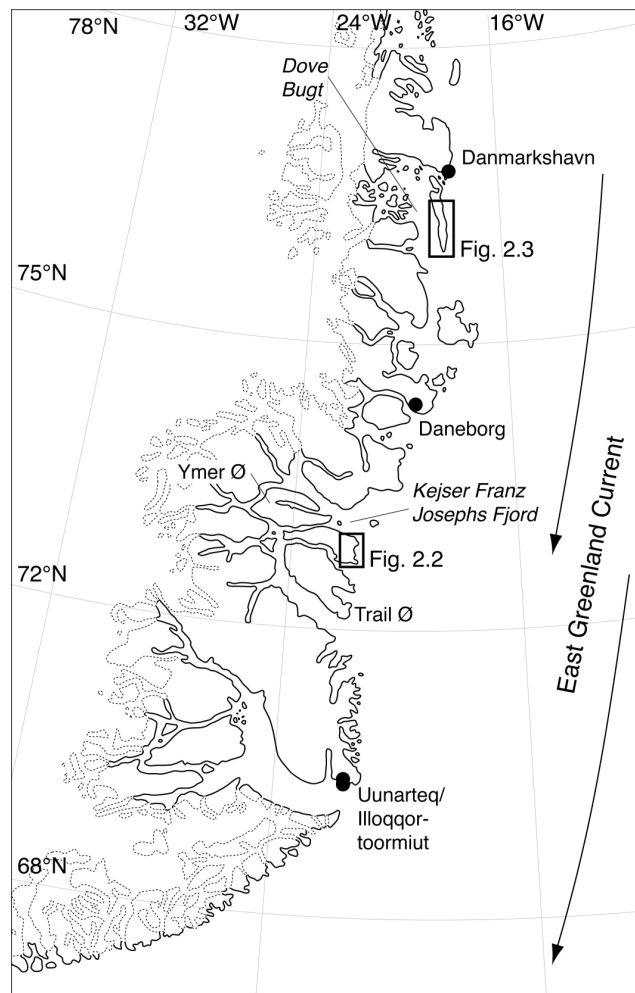 78°N
32°W
24°W
16°W
Dove
Bugt
Danmarkshavn
Fig. 2.3
75°N
Daneborg
Ymer Ø
Kejser Franz
Josephs Fjord
Fig. 2.2
72°N
Trail Ø
East Greenland Current
Uunarteq/
Illoqqor-
toormiut
68°N